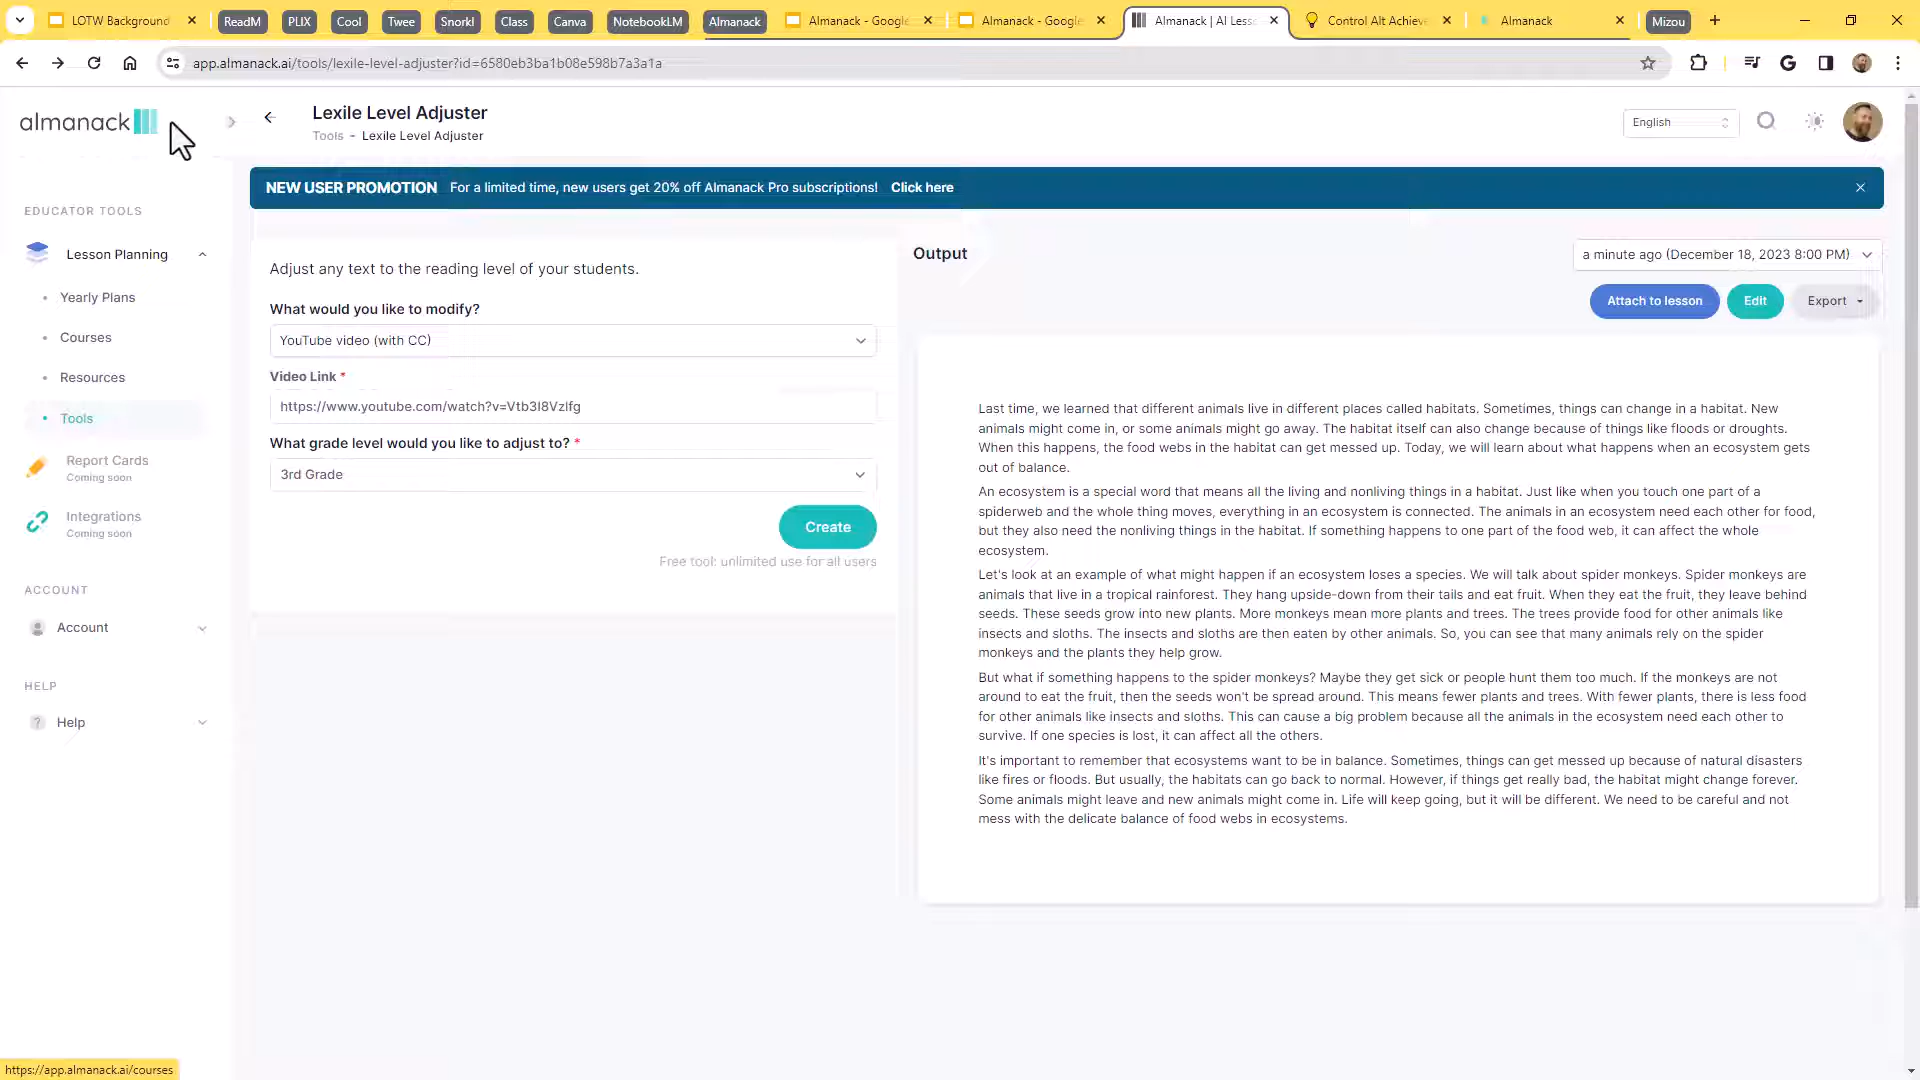 LOTW Background
ReadM
PLIX
Cool
Twee
Snorkl
Class
Canva
NotebookLM
Almanack
Almanack - Google
Almanack - Google
Almanack | AI Less
Control Alt Achieve
Almanack
Mizou
app.almanack.ai/tools/lexile-level-adjuster?id=6580eb3ba1b08e598b7a3a1a
almanack
Lexile Level Adjuster
Tools - Lexile Level Adjuster
English
NEW USER PROMOTION For a limited time, new users get 20% off Almanack Pro subscriptions! Click here
EDUCATOR TOOLS
Lesson Planning
Yearly Plans
Courses
Resources
Tools
Report Cards
Coming soon
Integrations
Coming soon
ACCOUNT
Account
HELP
Help
Adjust any text to the reading level of your students.
What would you like to modify?
YouTube video (with CC)
Video Link *
https://www.youtube.com/watch?v=Vtb3I8Vzlfg
What grade level would you like to adjust to? *
3rd Grade
Create
Free tool: unlimited use for all users
Output
a minute ago (December 18, 2023 8:00 PM)
Attach to lesson
Edit
Export
Last time, we learned that different animals live in different places called habitats. Sometimes, things can change in a habitat. New
animals might come in, or some animals might go away. The habitat itself can also change because of things like floods or droughts.
When this happens, the food webs in the habitat can get messed up. Today, we will learn about what happens when an ecosystem gets
out of balance.
An ecosystem is a special word that means all the living and nonliving things in a habitat. Just like when you touch one part of a
spiderweb and the whole thing moves, everything in an ecosystem is connected. The animals in an ecosystem need each other for food,
but they also need the nonliving things in the habitat. If something happens to one part of the food web, it can affect the whole
ecosystem.
Let's look at an example of what might happen if an ecosystem loses a species. We will talk about spider monkeys. Spider monkeys are
animals that live in a tropical rainforest. They hang upside-down from their tails and eat fruit. When they eat the fruit, they leave behind
seeds. These seeds grow into new plants. More monkeys mean more plants and trees. The trees provide food for other animals like
insects and sloths. The insects and sloths are then eaten by other animals. So, you can see that many animals rely on the spider
monkeys and the plants they help grow.
But what if something happens to the spider monkeys? Maybe they get sick or people hunt them too much. If the monkeys are not
around to eat the fruit, then the seeds won't be spread around. This means fewer plants and trees. With fewer plants, there is less food
for other animals like insects and sloths. This can cause a big problem because all the animals in the ecosystem need each other to
survive. If one species is lost, it can affect all the others.
It's important to remember that ecosystems want to be in balance. Sometimes, things can get messed up because of natural disasters
like fires or floods. But usually, the habitats can go back to normal. However, if things get really bad, the habitat might change forever.
Some animals might leave and new animals might come in. Life will keep going, but it will be different. We need to be careful and not
mess with the delicate balance of food webs in ecosystems.
https://app.almanack.ai/courses